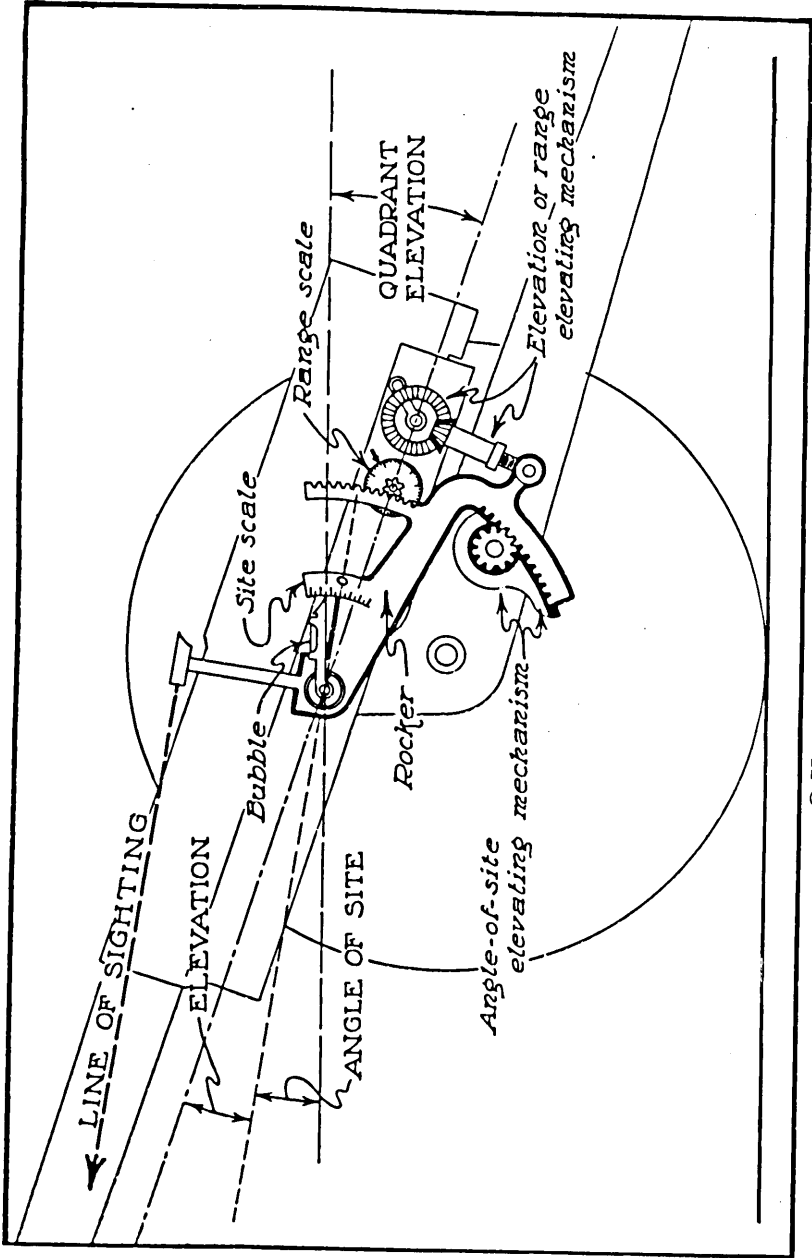 LINE OF SIGHTING
ELEVATION
ANGLE OF SITE
Bubble
Site scale
Range scale
QUADRANT
ELEVATION
Rocker
Angle-of-site
elevating mechanism
Elevation or range
elevating mechanism